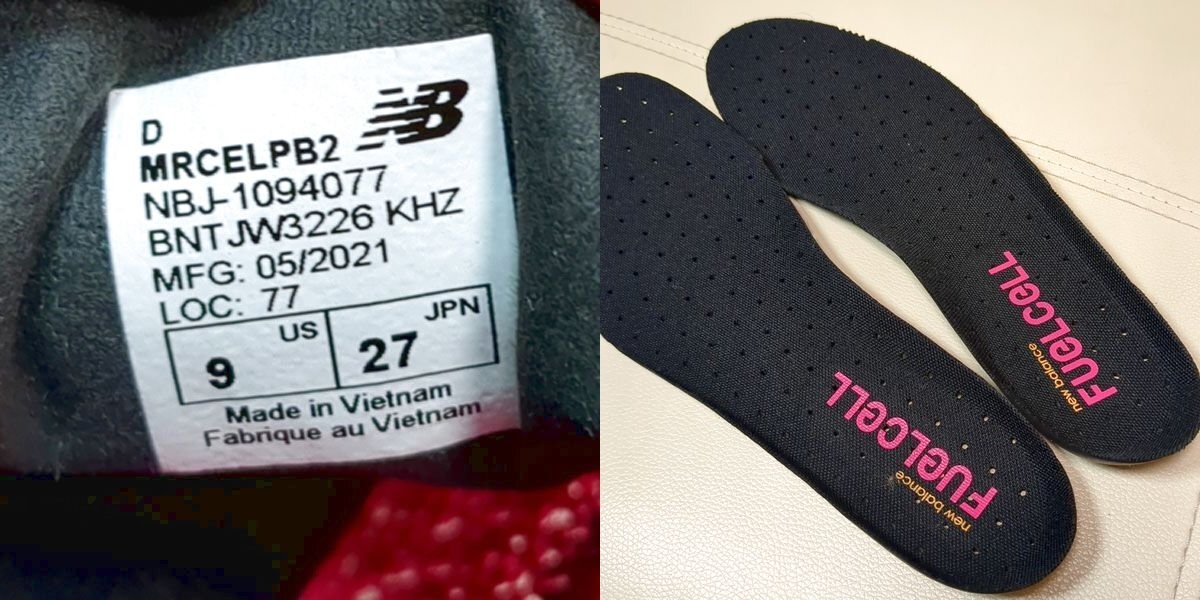 D
MRCELPB2
NB
NBJ-1094077
BNTJW3226 KHZ
MFG: 05/2021
LOC: 77
9 US
27 JPN
Made in Vietnam
Fabrique au Vietnam
new balance
FUELCELL
new balance
FUELCELL